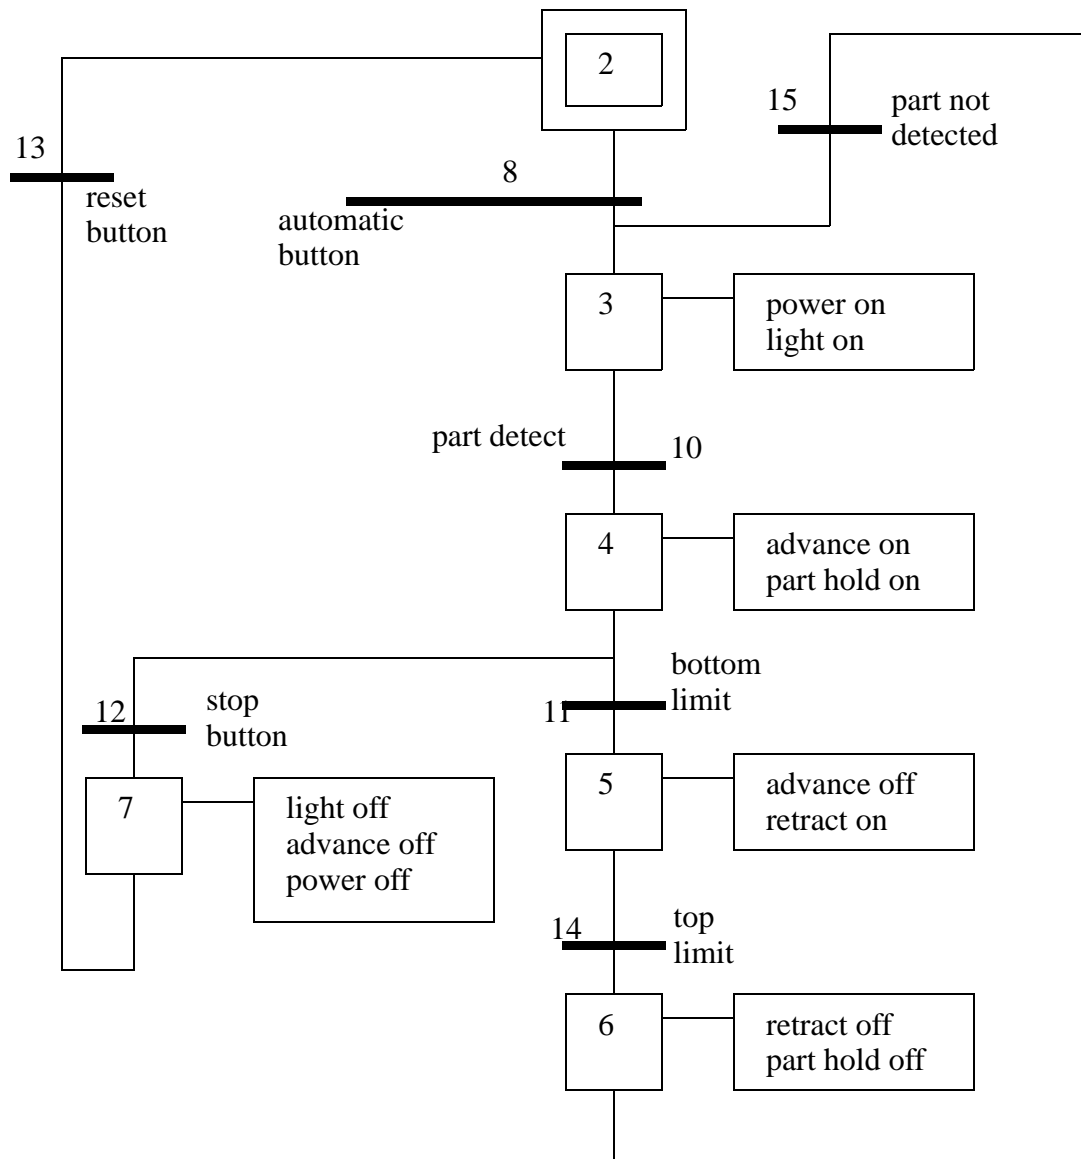 2
15
part not
detected
13
8
reset
button
automatic
button
3
power on
light on
part detect
10
4
advance on
part hold on
bottom
limit
12
stop
button
11
5
advance off
retract on
7
light off
advance off
power off
14
top
limit
6
retract off
part hold off